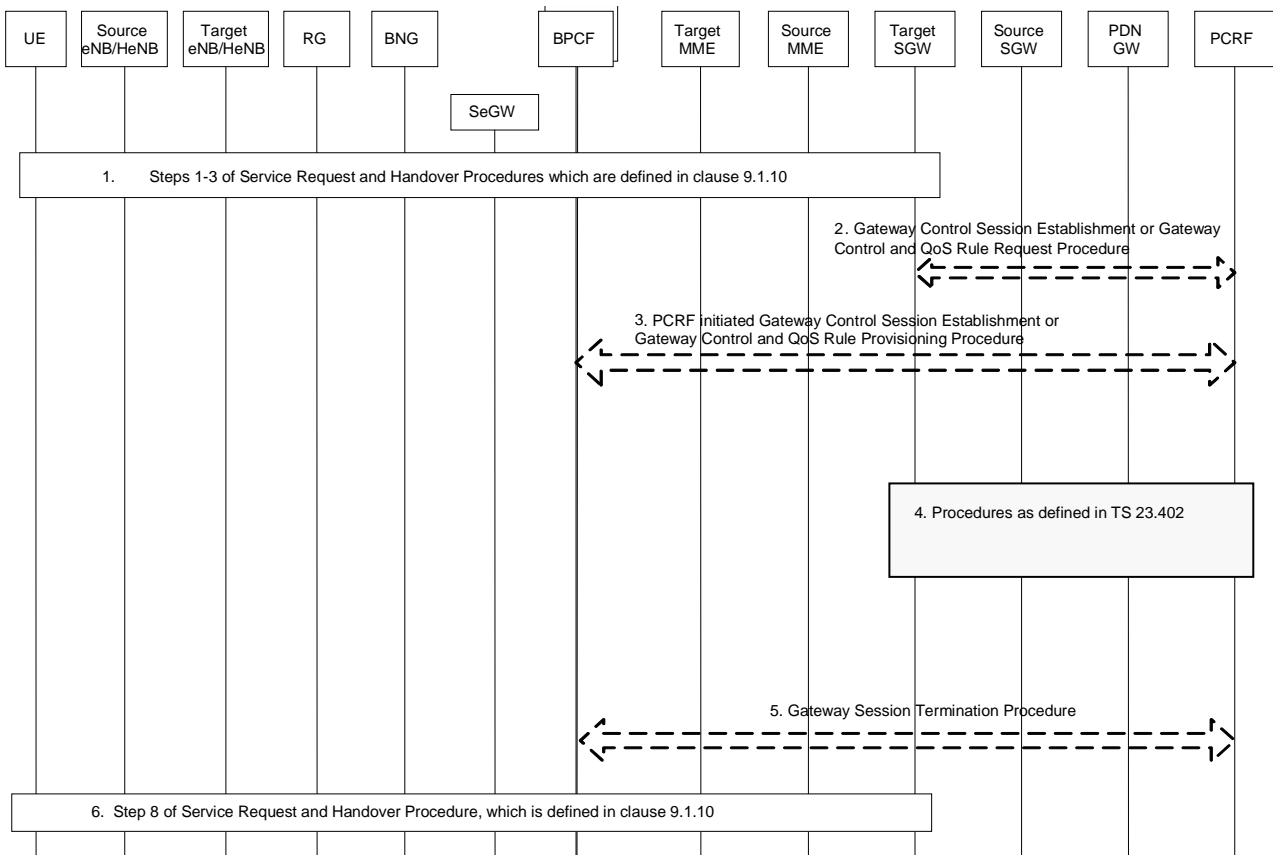 UE
Source
eNB/HeNB
Target
eNB/HeNB
RG
BNG
BPCF
Target
MME
Source
MME
Target
SGW
Source
SGW
PDN
GW
PCRF
SeGW
1. Steps 1-3 of Service Request and Handover Procedures which are defined in clause 9.1.10
2. Gateway Control Session Establishment or Gateway
Control and QoS Rule Request Procedure
3. PCRF initiated Gateway Control Session Establishment or
Gateway Control and QoS Rule Provisioning Procedure
4. Procedures as defined in TS 23.402
5. Gateway Session Termination Procedure
6. Step 8 of Service Request and Handover Procedure, which is defined in clause 9.1.10